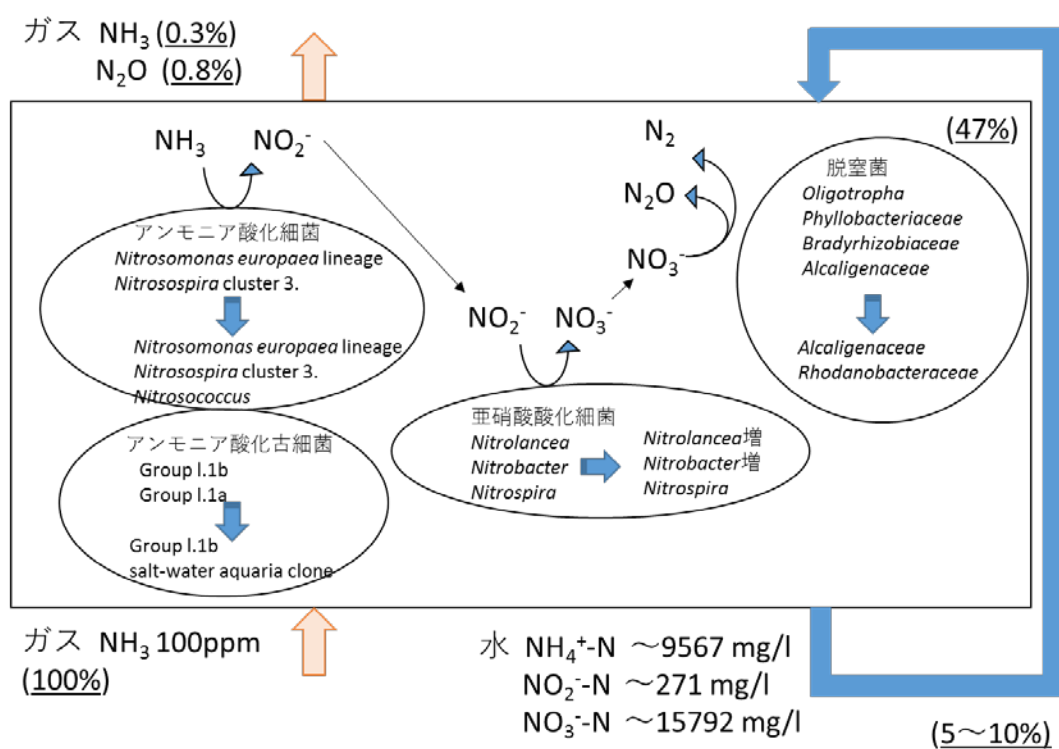 ガス NH₃ (0.3%)
N₂O (0.8%)
(47%)
NH₃ NO₂⁻
N₂
N₂O
NO₃⁻
NO₂⁻ NO₃⁻
アンモニア酸化細菌
Nitrosomonas europaea lineage
Nitrosospira cluster 3.
Nitrosomonas europaea lineage
Nitrosospira cluster 3.
Nitrosococcus
アンモニア酸化古細菌
Group I.1b
Group I.1a
Group I.1b
salt-water aquaria clone
亜硝酸酸化細菌
Nitrolancea
Nitrobacter
Nitrospira
Nitrolancea増
Nitrobacter増
Nitrospira
脱窒菌
Oligotropha
Phyllobacteriaceae
Bradyrhizobiaceae
Alcaligenaceae
Alcaligenaceae
Rhodanobacteraceae
ガス NH₃ 100ppm
(100%)
水 NH₄⁺-N ～9567 mg/l
NO₂⁻-N ～271 mg/l
NO₃⁻-N ～15792 mg/l
(5～10%)